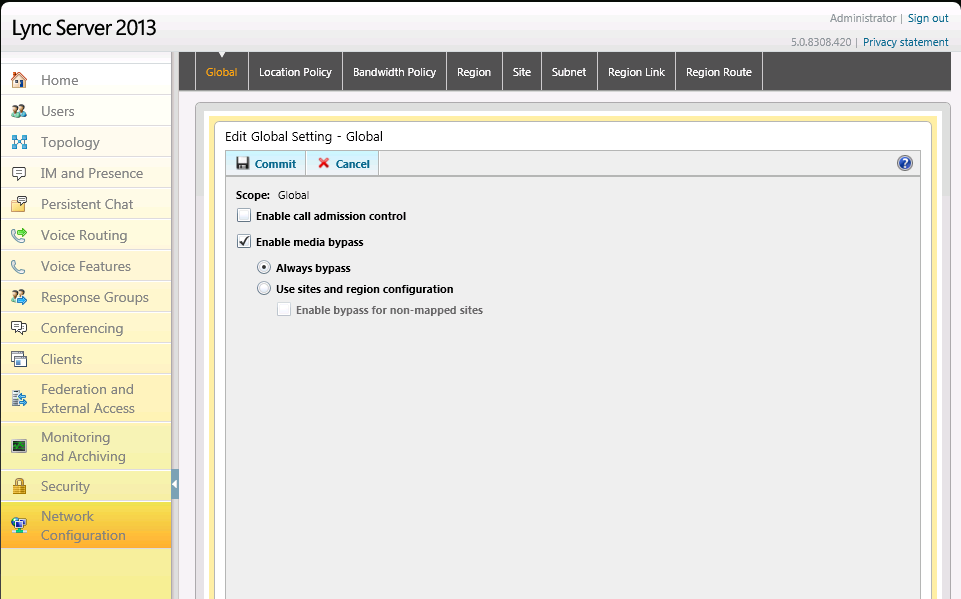 Lync Server 2013
Administrator | Sign out
5.0.8308.420 | Privacy statement
Home
Users
Topology
IM and Presence
Persistent Chat
Voice Routing
Voice Features
Response Groups
Conferencing
Clients
Federation and
External Access
Monitoring
and Archiving
Security
Network
Configuration
Global Location Policy Bandwidth Policy Region Site Subnet Region Link Region Route
Edit Global Setting - Global
Commit Cancel ?
Scope: Global
Enable call admission control
Enable media bypass
Always bypass
Use sites and region configuration
Enable bypass for non-mapped sites